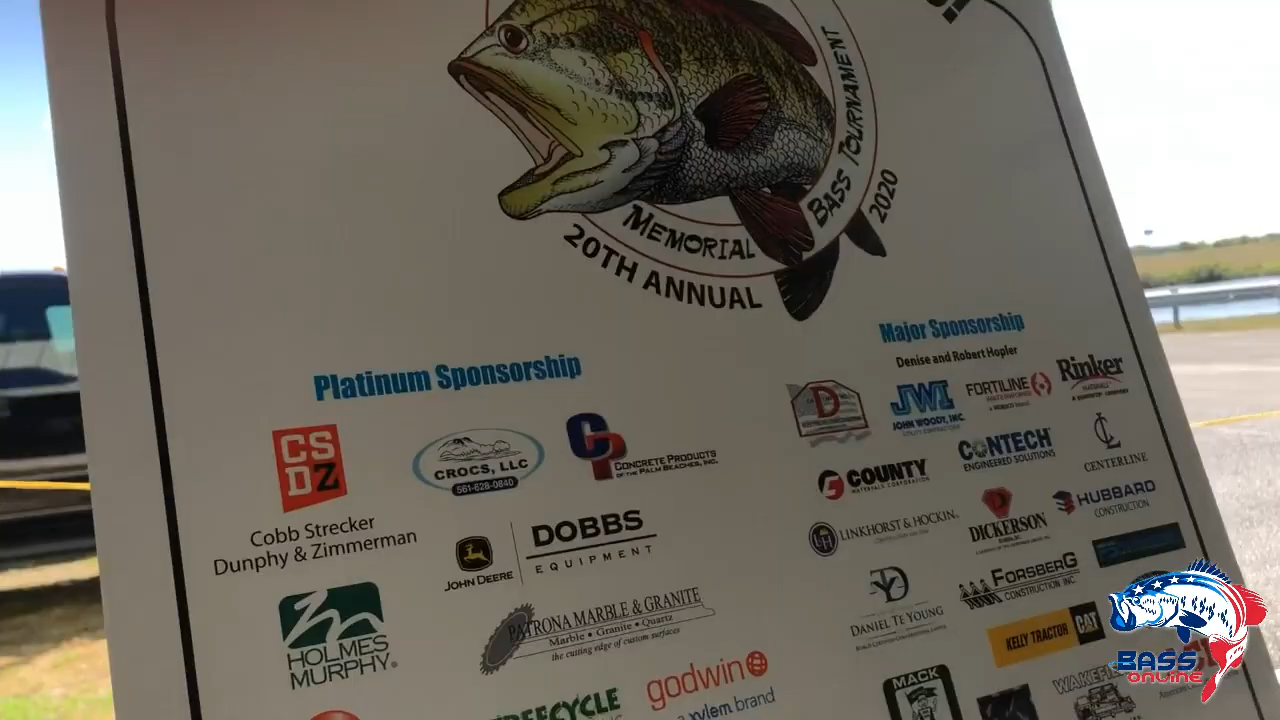 BASS TOURNAMENT
MEMORIAL
2020
20TH ANNUAL
Platinum Sponsorship
CSDZ
Cobb Strecker
Dunphy & Zimmerman
CROCS, LLC
561-628-0840
CP
CONCRETE PRODUCTS
OF THE PALM BEACHES, INC.
JOHN DEERE
DOBBS
EQUIPMENT
HOLMES
MURPHY®
PATRONA MARBLE & GRANITE
Marble • Granite • Quartz
the cutting edge of custom surfaces
godwin
a xylem brand
Major Sponsorship
Denise and Robert Hopler
D
JWI
JOHN WOODY, INC.
UTILITY CONTRACTORS
FORTILINE
Rinker
MATERIALS
COUNTY
MATERIALS CORPORATION
CONTECH
ENGINEERED SOLUTIONS
CENTERLINE
LINKHORST & HOCKIN
DICKERSON
HUBBARD
CONSTRUCTION
DANIEL TE YOUNG
FORSBERG
CONSTRUCTION INC
KELLY TRACTOR
CAT
MACK
BASS
ONLINE